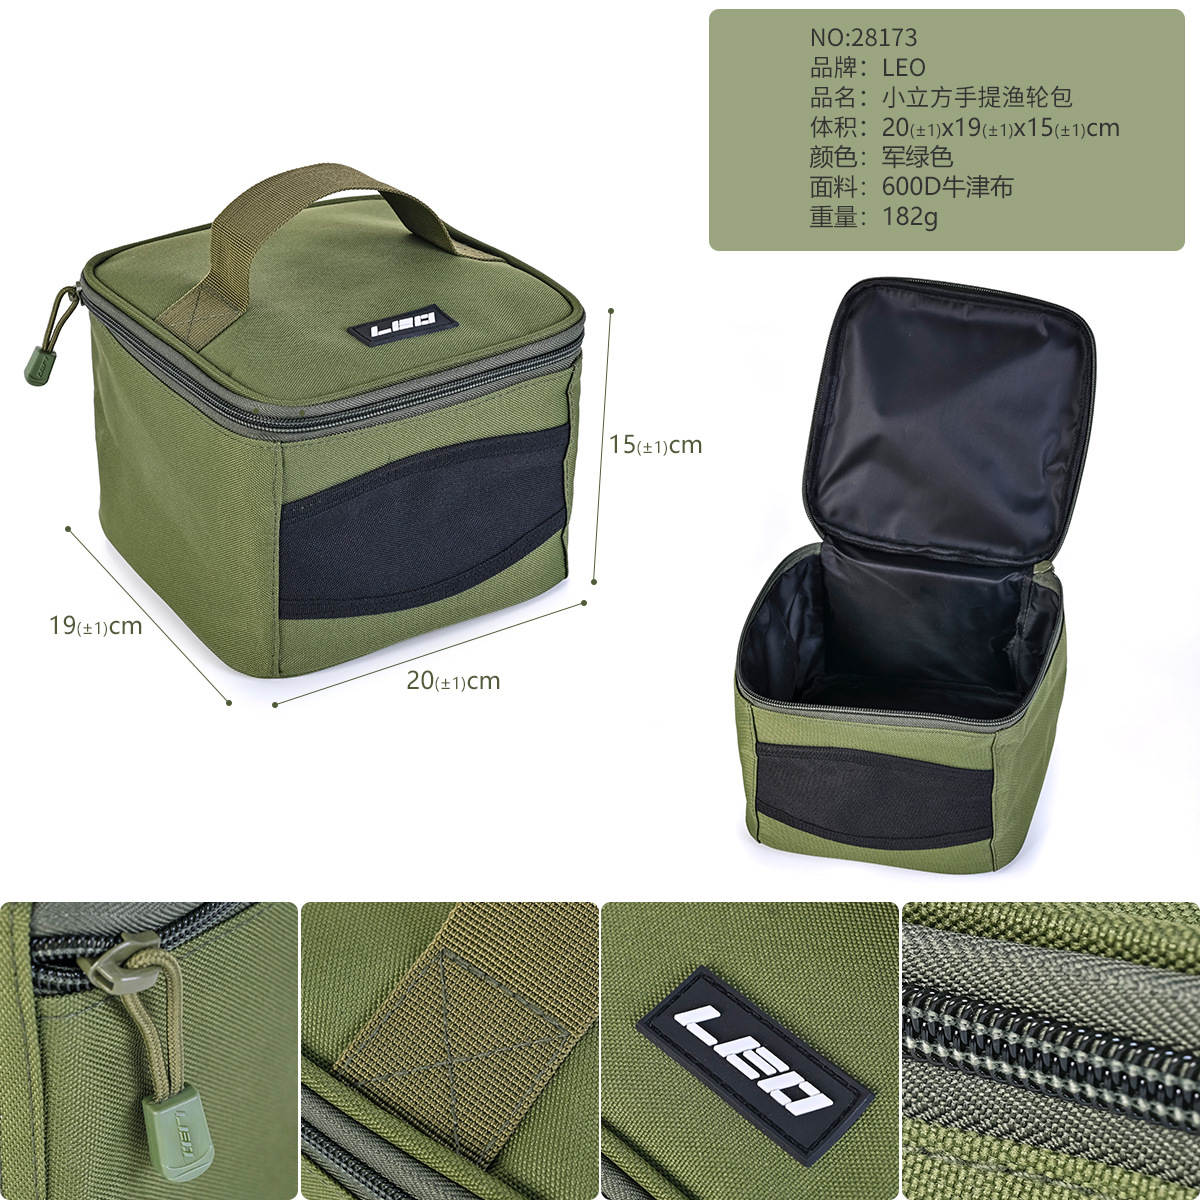 NO:28173
品牌：LEO
品名：小立方手提渔轮包
体积：20(±1)x19(±1)x15(±1)cm
颜色：军绿色
面料：600D牛津布
重量：182g
LEO
LEO
15(±1)cm
19(±1)cm
20(±1)cm
LEO
LEO